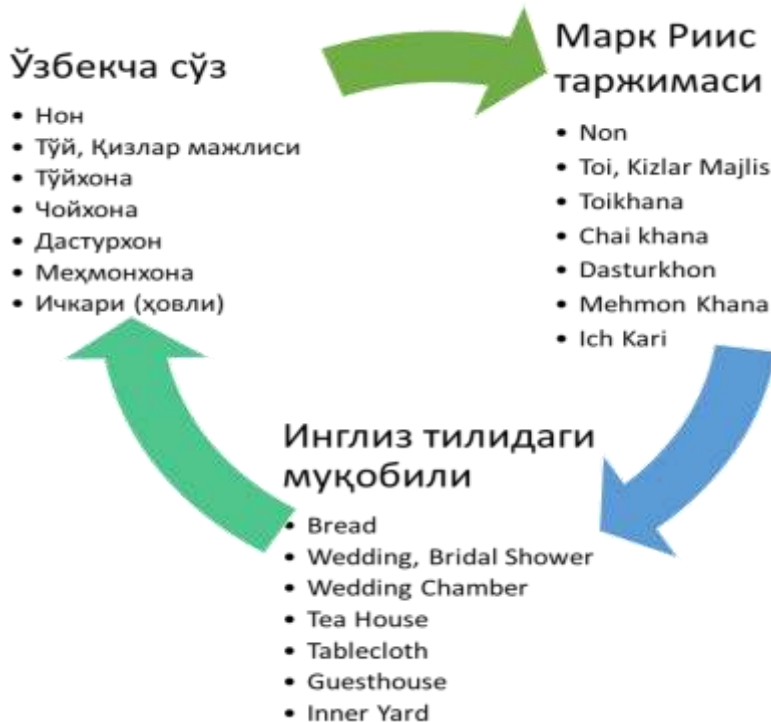 Ўзбекча сўз
• Нон
• Тўй, Қизлар мажлиси
• Тўйхона
• Чойхона
• Дастурхон
• Меҳмонхона
• Ичкари (ҳовли)
Марк Риис
таржимаси
• Non
• Toi, Kizlar Majlis
• Toikhana
• Chai khana
• Dasturkhon
• Mehmon Khana
• Ich Kari
Инглиз тилидаги
муқобили
• Bread
• Wedding, Bridal Shower
• Wedding Chamber
• Tea House
• Tablecloth
• Guesthouse
• Inner Yard